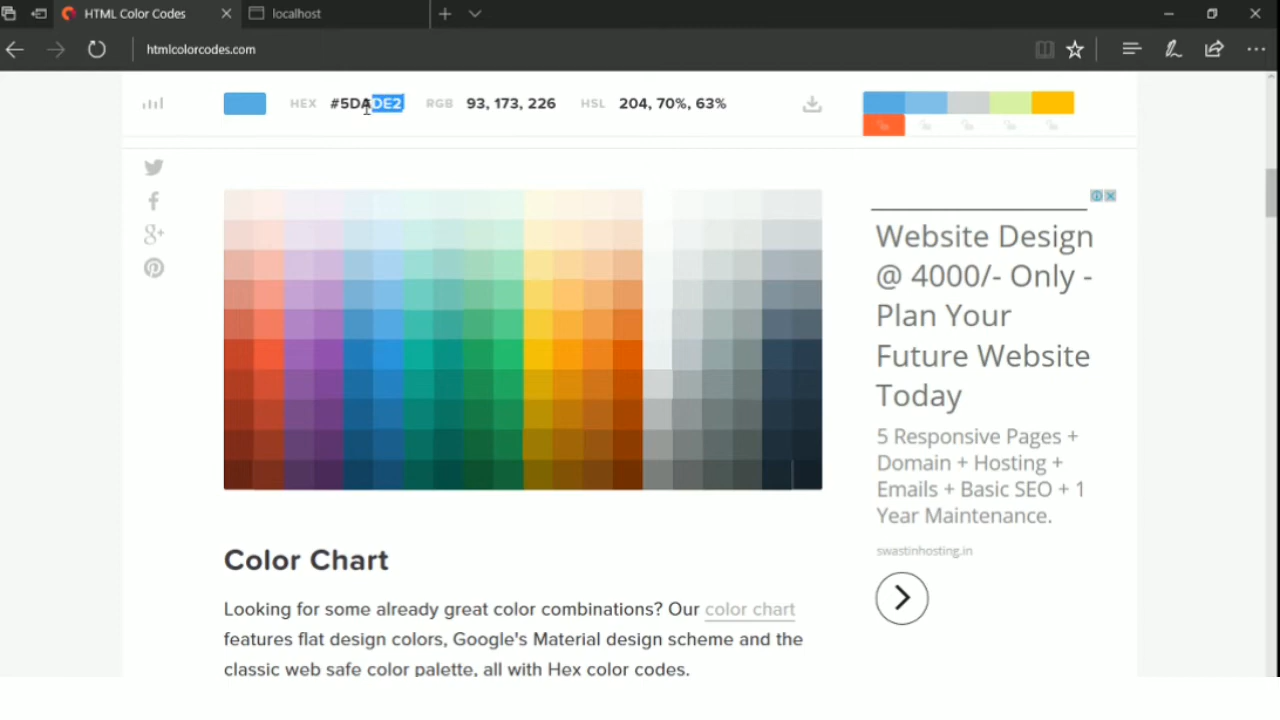 HTML Color Codes
localhost
htmlcolorcodes.com
HEX #5DADE2 RGB 93, 173, 226 HSL 204, 70%, 63%
Website Design
@ 4000/- Only -
Plan Your
Future Website
Today
5 Responsive Pages +
Domain + Hosting +
Emails + Basic SEO + 1
Year Maintenance.
swastinhosting.in
Color Chart
Looking for some already great color combinations? Our color chart
features flat design colors, Google's Material design scheme and the
classic web safe color palette, all with Hex color codes.